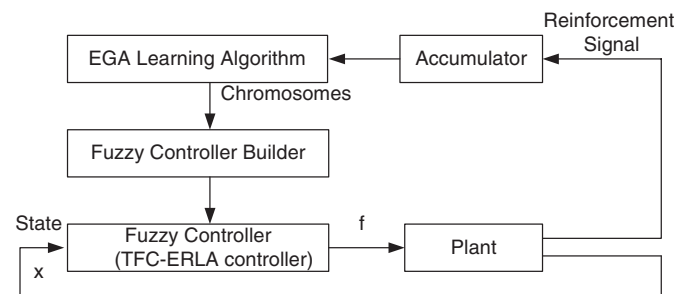 Reinforcement
Signal
EGA Learning Algorithm
Accumulator
Chromosomes
Fuzzy Controller Builder
State
x
Fuzzy Controller
(TFC-ERLA controller)
f
Plant